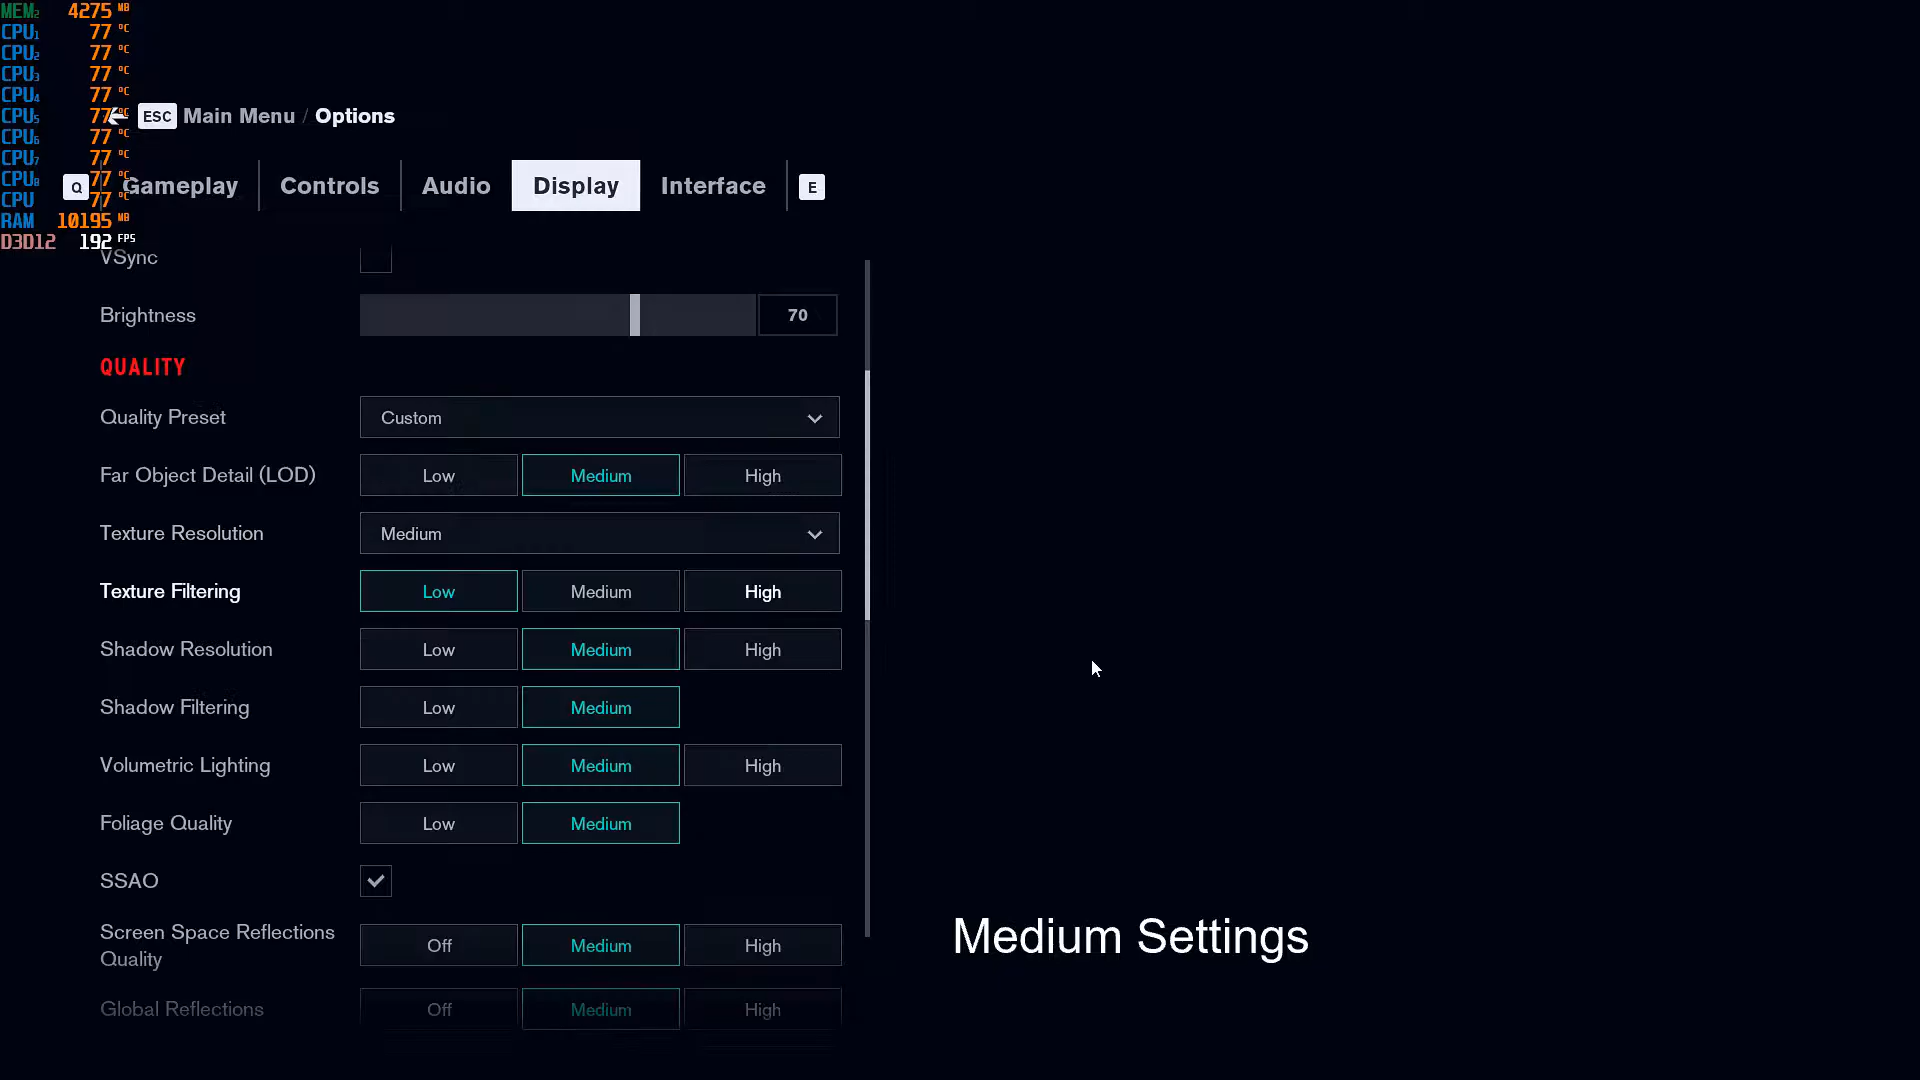 MEM₂ 4275 MB
CPU₁ 77 °C
CPU₂ 77 °C
CPU₃ 77 °C
CPU₄ 77 °C
CPU₅ 77 °C
ESC Main Menu / Options
CPU₆ 77 °C
CPU₇ 77 °C
CPU₈ 77 °C
Q Gameplay Controls Audio Display Interface E
CPU 77 °C
RAM 10195 MB
D3D12 192 FPS
VSync
Brightness 70
QUALITY
Quality Preset Custom
Far Object Detail (LOD) Low Medium High
Texture Resolution Medium
Texture Filtering Low Medium High
Shadow Resolution Low Medium High
Shadow Filtering Low Medium
Volumetric Lighting Low Medium High
Foliage Quality Low Medium
SSAO
Screen Space Reflections
Quality Off Medium High
Medium Settings
Global Reflections Off Medium High